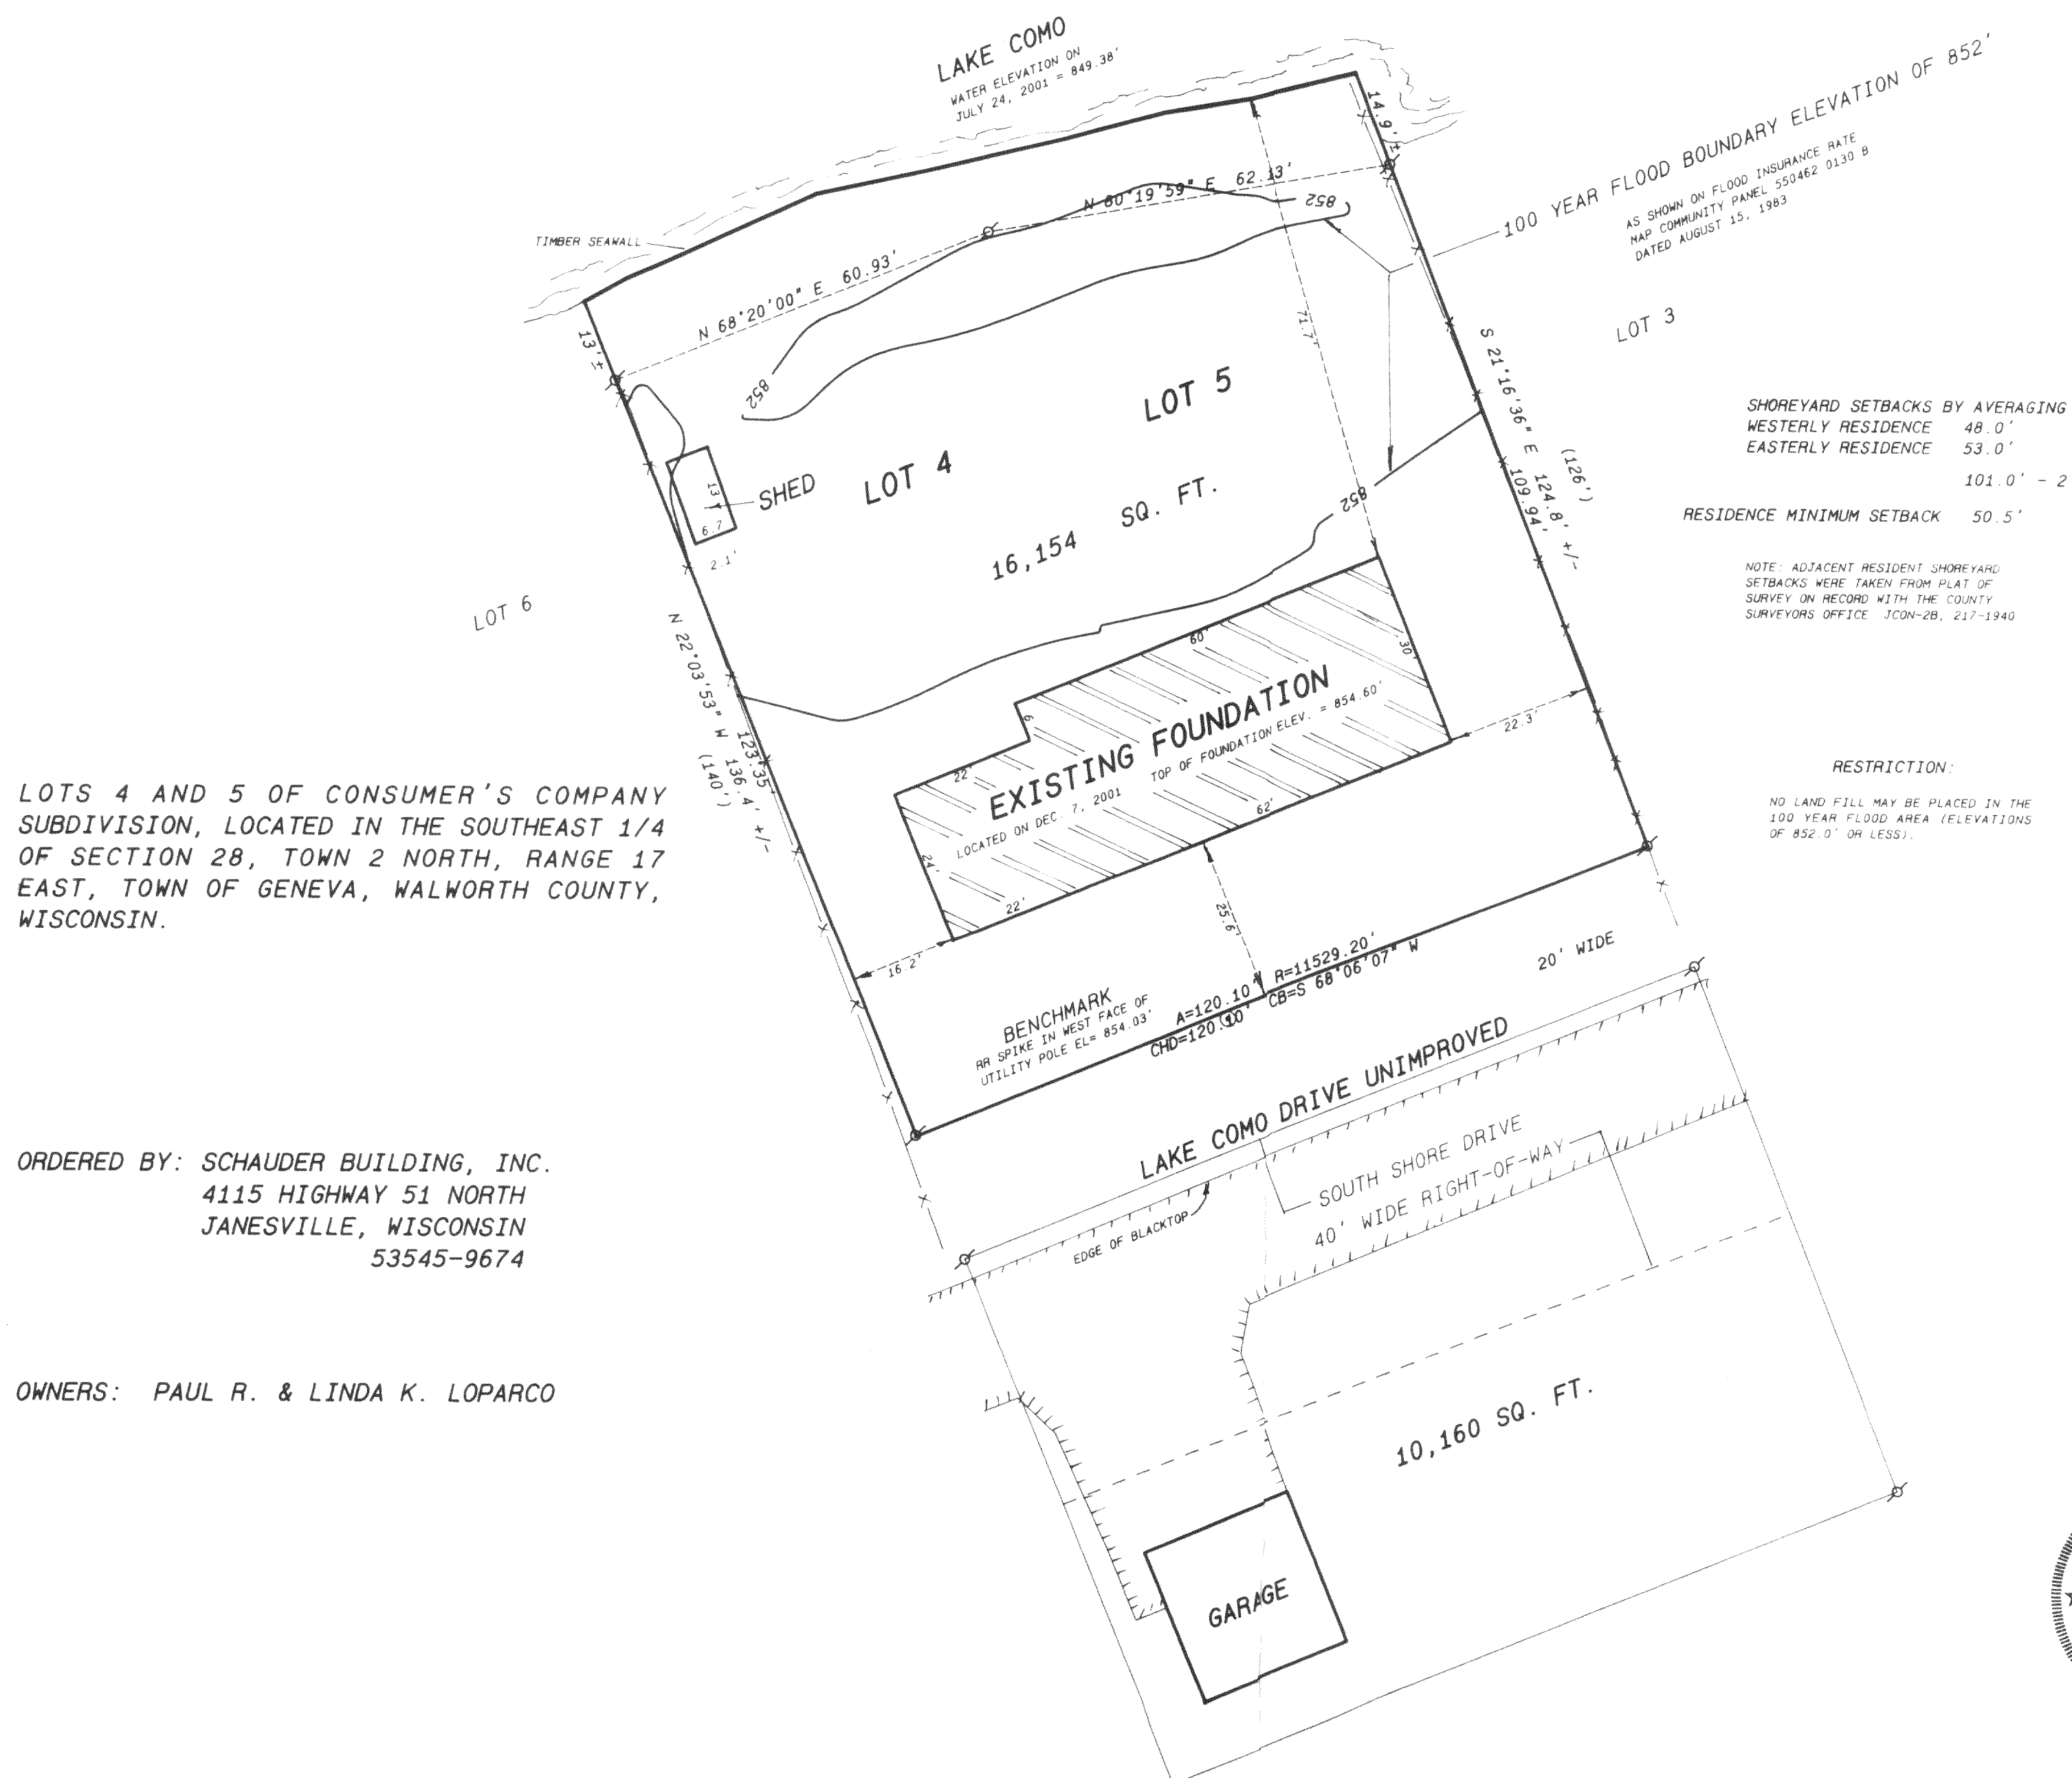 LAKE COMO
WATER ELEVATION ON
JULY 24, 2001 = 849.38'
100 YEAR FLOOD BOUNDARY ELEVATION OF 852'
AS SHOWN ON FLOOD INSURANCE RATE
MAP COMMUNITY PANEL 550462 0130 B
DATED AUGUST 15, 1983
TIMBER SEAWALL
14.9'±
N 80°19'59" E 62.13'
N 68°20'00" E 60.93'
852
13'±
852
71.7'
LOT 3
LOT 5
LOT 4
16,154 SQ. FT.
SHED
13
6.7
2.1'
852
S 21°16'36" E 124.8' +/-
109.94'
(126')
SHOREYARD SETBACKS BY AVERAGING
WESTERLY RESIDENCE 48.0'
EASTERLY RESIDENCE 53.0'
101.0' - 2
RESIDENCE MINIMUM SETBACK 50.5'
NOTE: ADJACENT RESIDENT SHOREYARD
SETBACKS WERE TAKEN FROM PLAT OF
SURVEY ON RECORD WITH THE COUNTY
SURVEYORS OFFICE JCON-2B, 217-1940
LOT 6
N 22°03'53" W 136.4' +/-
123.35'
(140')
60'
30'
6'
22'
EXISTING FOUNDATION
LOCATED ON DEC. 7, 2001
TOP OF FOUNDATION ELEV. = 854.60'
62'
24'
22'
22.3'
16.2'
25.6'
RESTRICTION:
NO LAND FILL MAY BE PLACED IN THE
100 YEAR FLOOD AREA (ELEVATIONS
OF 852.0' OR LESS).
LOTS 4 AND 5 OF CONSUMER'S COMPANY
SUBDIVISION, LOCATED IN THE SOUTHEAST 1/4
OF SECTION 28, TOWN 2 NORTH, RANGE 17
EAST, TOWN OF GENEVA, WALWORTH COUNTY,
WISCONSIN.
BENCHMARK
RR SPIKE IN WEST FACE OF
UTILITY POLE EL= 854.03'
A=120.10' R=11529.20'
CHD=120.10' CB=S 68°06'07" W
20' WIDE
LAKE COMO DRIVE UNIMPROVED
SOUTH SHORE DRIVE
40' WIDE RIGHT-OF-WAY
EDGE OF BLACKTOP
ORDERED BY: SCHAUDER BUILDING, INC.
4115 HIGHWAY 51 NORTH
JANESVILLE, WISCONSIN
53545-9674
OWNERS: PAUL R. & LINDA K. LOPARCO
10,160 SQ. FT.
GARAGE